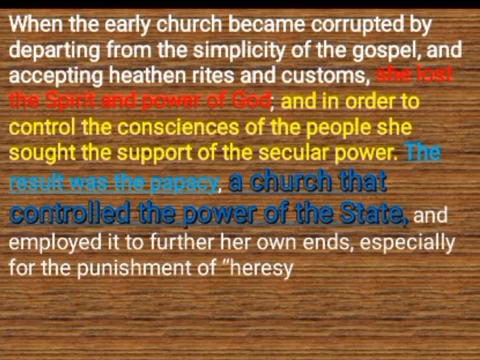 When the early church became corrupted by
departing from the simplicity of the gospel, and
accepting heathen rites and customs, she lost
the Spirit and power of God; and in order to
control the consciences of the people she
sought the support of the secular power. The
result was the papacy, a church that
controlled the power of the State, and
employed it to further her own ends, especially
for the punishment of “heresy